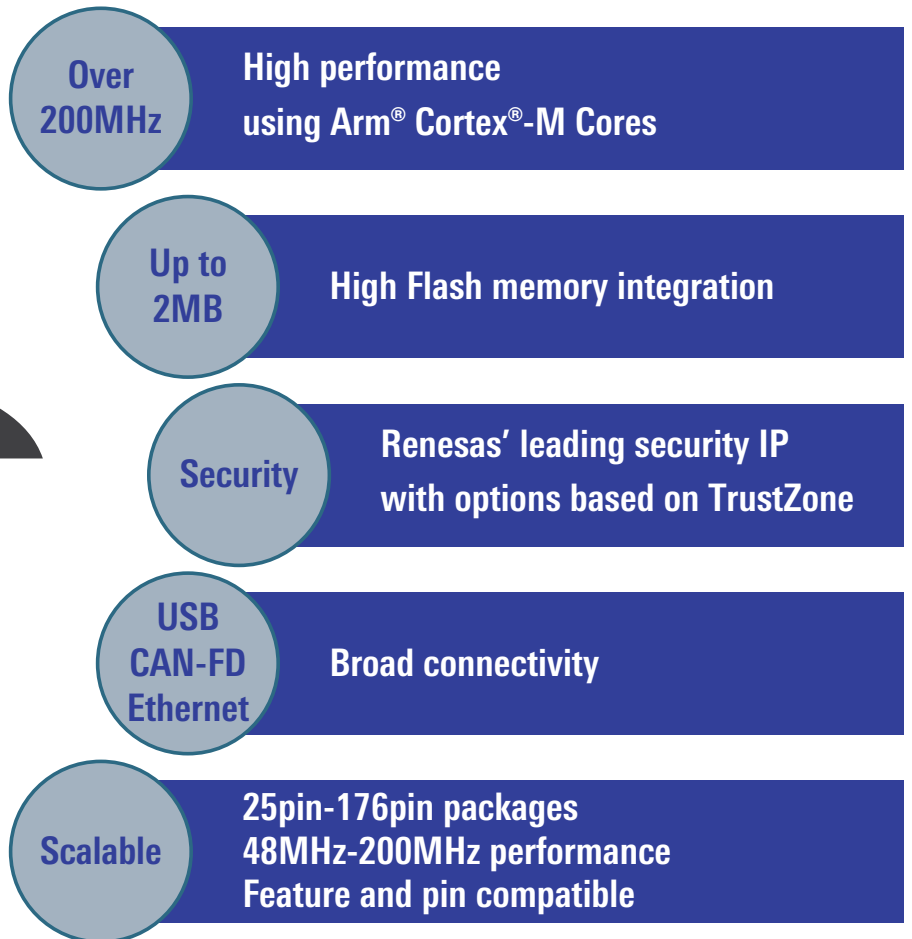 Over
200MHz
High performance
using Arm® Cortex®-M Cores
Up to
2MB
High Flash memory integration
Security
Renesas’ leading security IP
with options based on TrustZone
USB
CAN-FD
Ethernet
Broad connectivity
Scalable
25pin-176pin packages
48MHz-200MHz performance
Feature and pin compatible